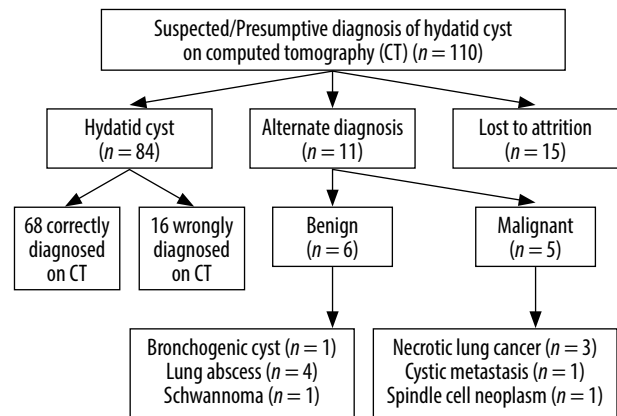 Suspected/Presumptive diagnosis of hydatid cyst
on computed tomography (CT) (n = 110)
Hydatid cyst
(n = 84)
Alternate diagnosis
(n = 11)
Lost to attrition
(n = 15)
68 correctly
diagnosed
on CT
16 wrongly
diagnosed
on CT
Benign
(n = 6)
Malignant
(n = 5)
Bronchogenic cyst (n = 1)
Lung abscess (n = 4)
Schwannoma (n = 1)
Necrotic lung cancer (n = 3)
Cystic metastasis (n = 1)
Spindle cell neoplasm (n = 1)